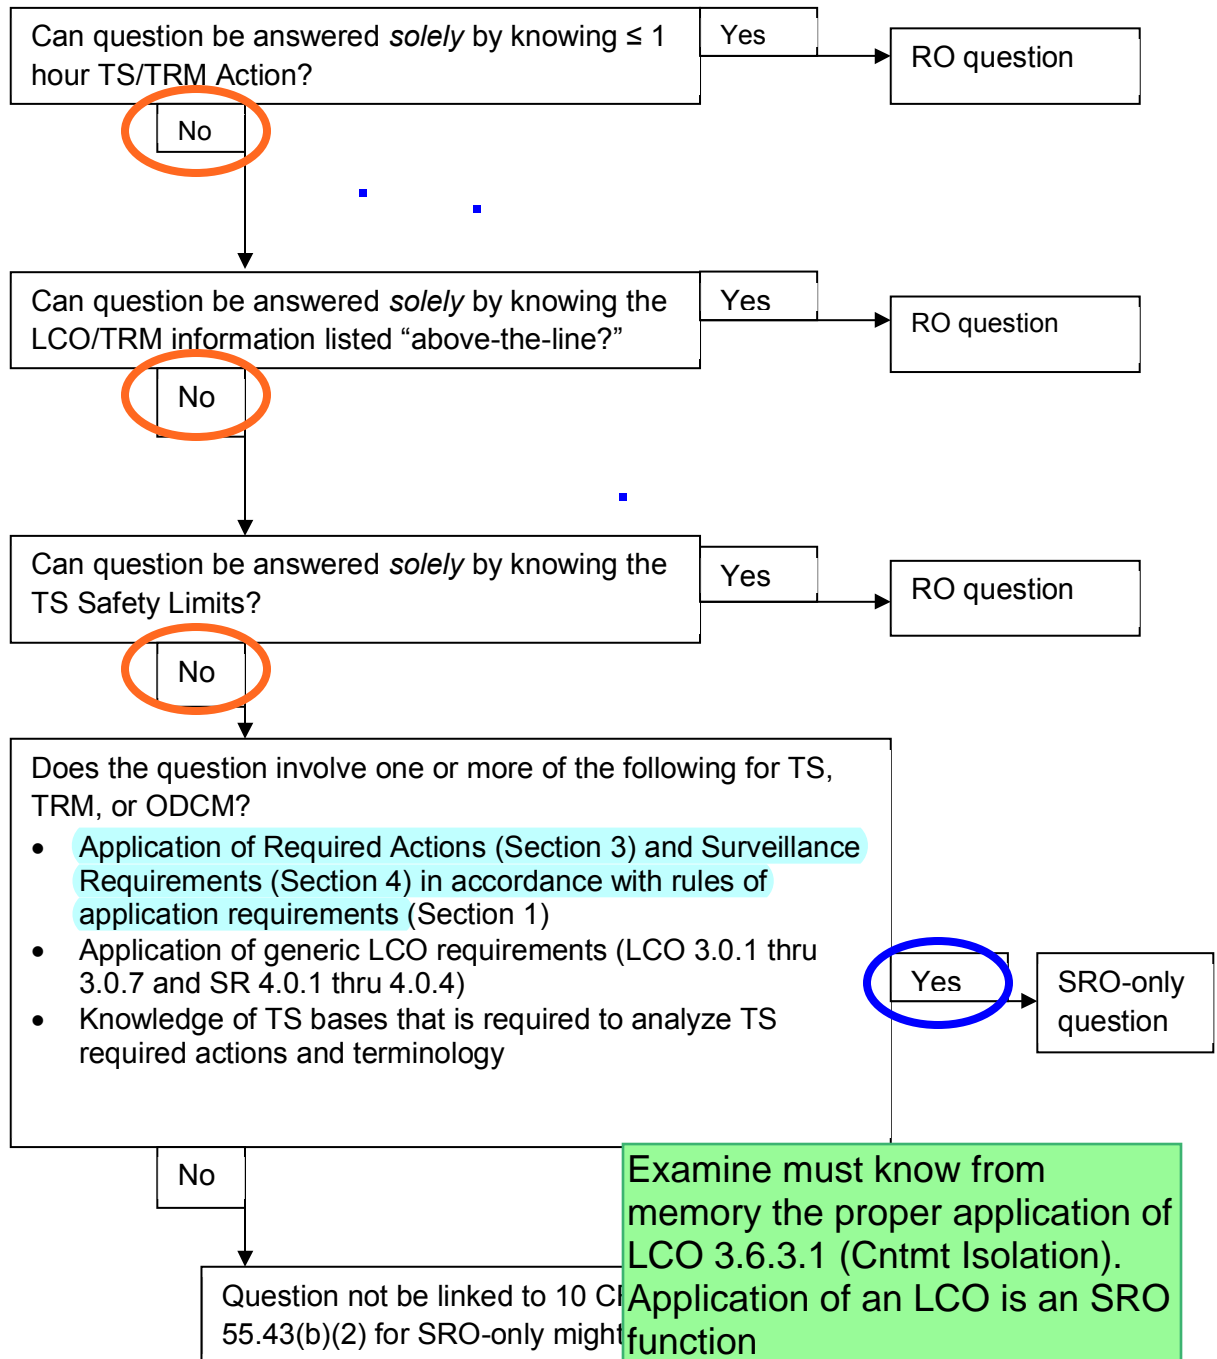 Can question be answered solely by knowing ≤ 1
hour TS/TRM Action?
Yes
RO question
No
Can question be answered solely by knowing the
LCO/TRM information listed “above-the-line?”
Yes
RO question
No
Can question be answered solely by knowing the
TS Safety Limits?
Yes
RO question
No
Does the question involve one or more of the following for TS,
TRM, or ODCM?
• Application of Required Actions (Section 3) and Surveillance
Requirements (Section 4) in accordance with rules of
application requirements (Section 1)
• Application of generic LCO requirements (LCO 3.0.1 thru
3.0.7 and SR 4.0.1 thru 4.0.4)
• Knowledge of TS bases that is required to analyze TS
required actions and terminology
Yes
SRO-only
question
No
Question not be linked to 10
55.43(b)(2) for SRO-only might
Examine must know from
memory the proper application of
LCO 3.6.3.1 (Cntmt Isolation).
Application of an LCO is an SRO
function